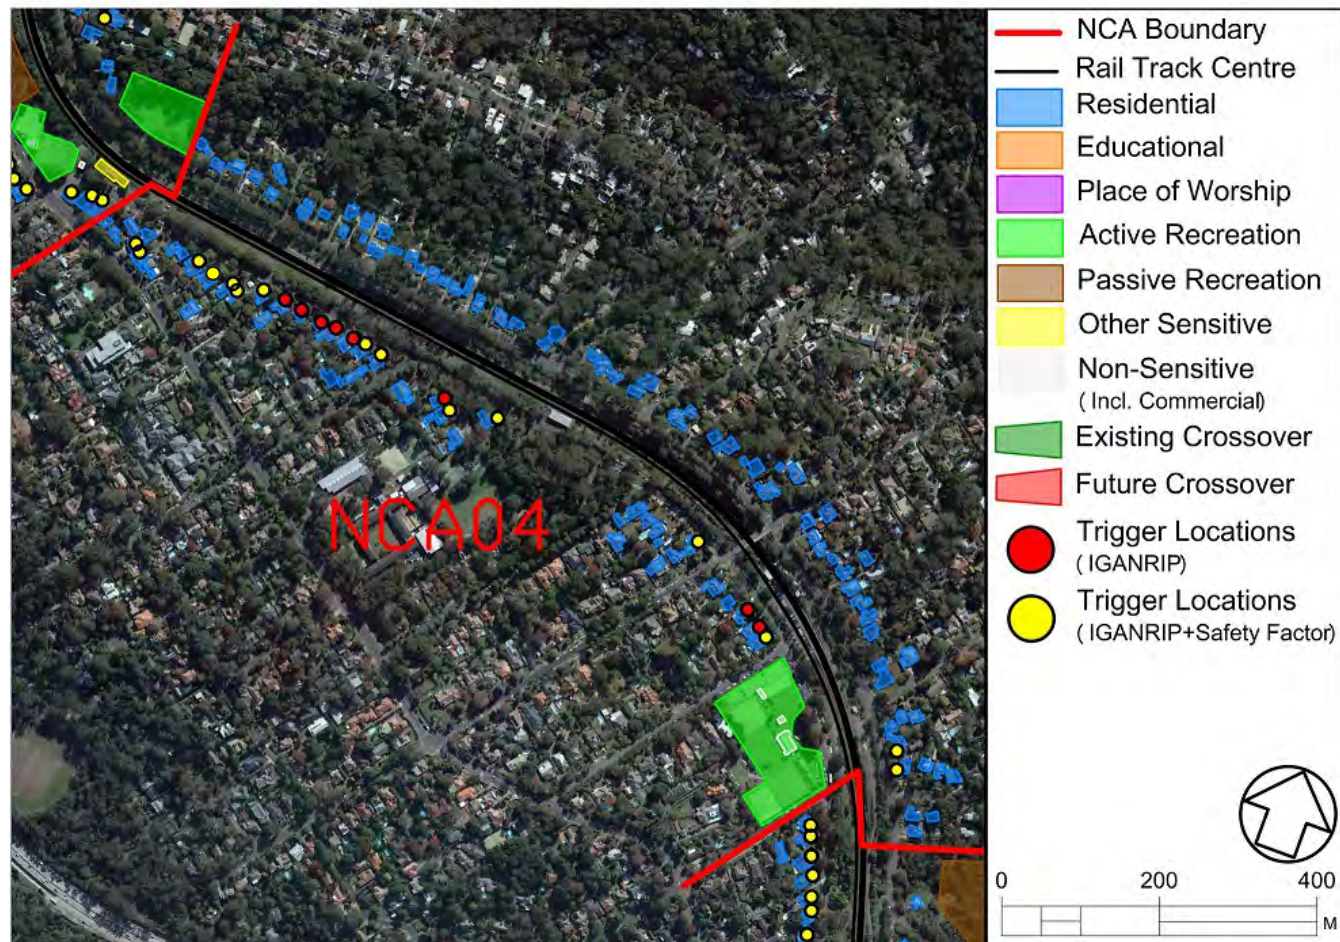 NCA04
NCA Boundary
Rail Track Centre
Residential
Educational
Place of Worship
Active Recreation
Passive Recreation
Other Sensitive
Non-Sensitive
( Incl. Commercial)
Existing Crossover
Future Crossover
Trigger Locations
( IGANRIP)
Trigger Locations
( IGANRIP+Safety Factor)
0 200 400
M